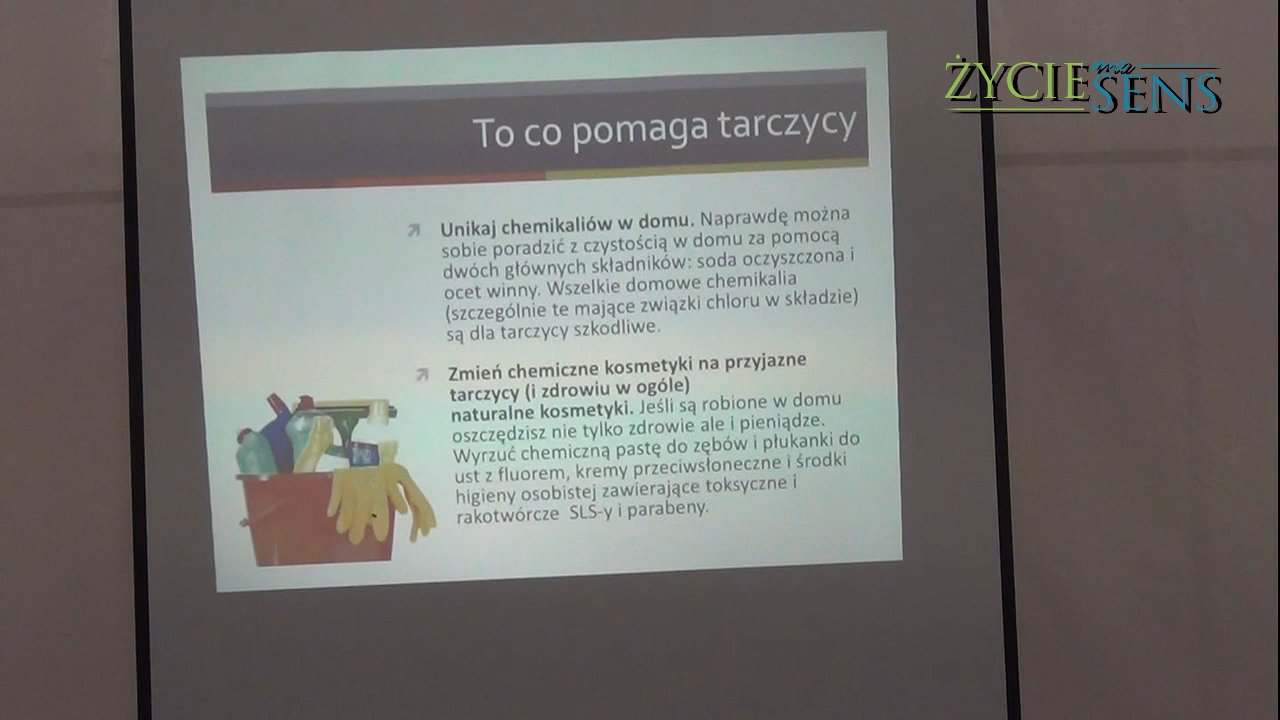 ŻYCIE ma SENS
To co pomaga tarczycy
Unikaj chemikaliów w domu. Naprawdę można
sobie poradzić z czystością w domu za pomocą
dwóch głównych składników: soda oczyszczona i
ocet winny. Wszelkie domowe chemikalia
(szczególnie te mające związki chloru w składzie)
są dla tarczycy szkodliwe.
Zmień chemiczne kosmetyki na przyjazne
tarczycy (i zdrowiu w ogóle)
naturalne kosmetyki. Jeśli są robione w domu
oszczędzisz nie tylko zdrowie ale i pieniądze.
Wyrzuć chemiczną pastę do zębów i płukanki do
ust z fluorem, kremy przeciwsłoneczne i środki
higieny osobistej zawierające toksyczne i
rakotwórcze SLS-y i parabeny.